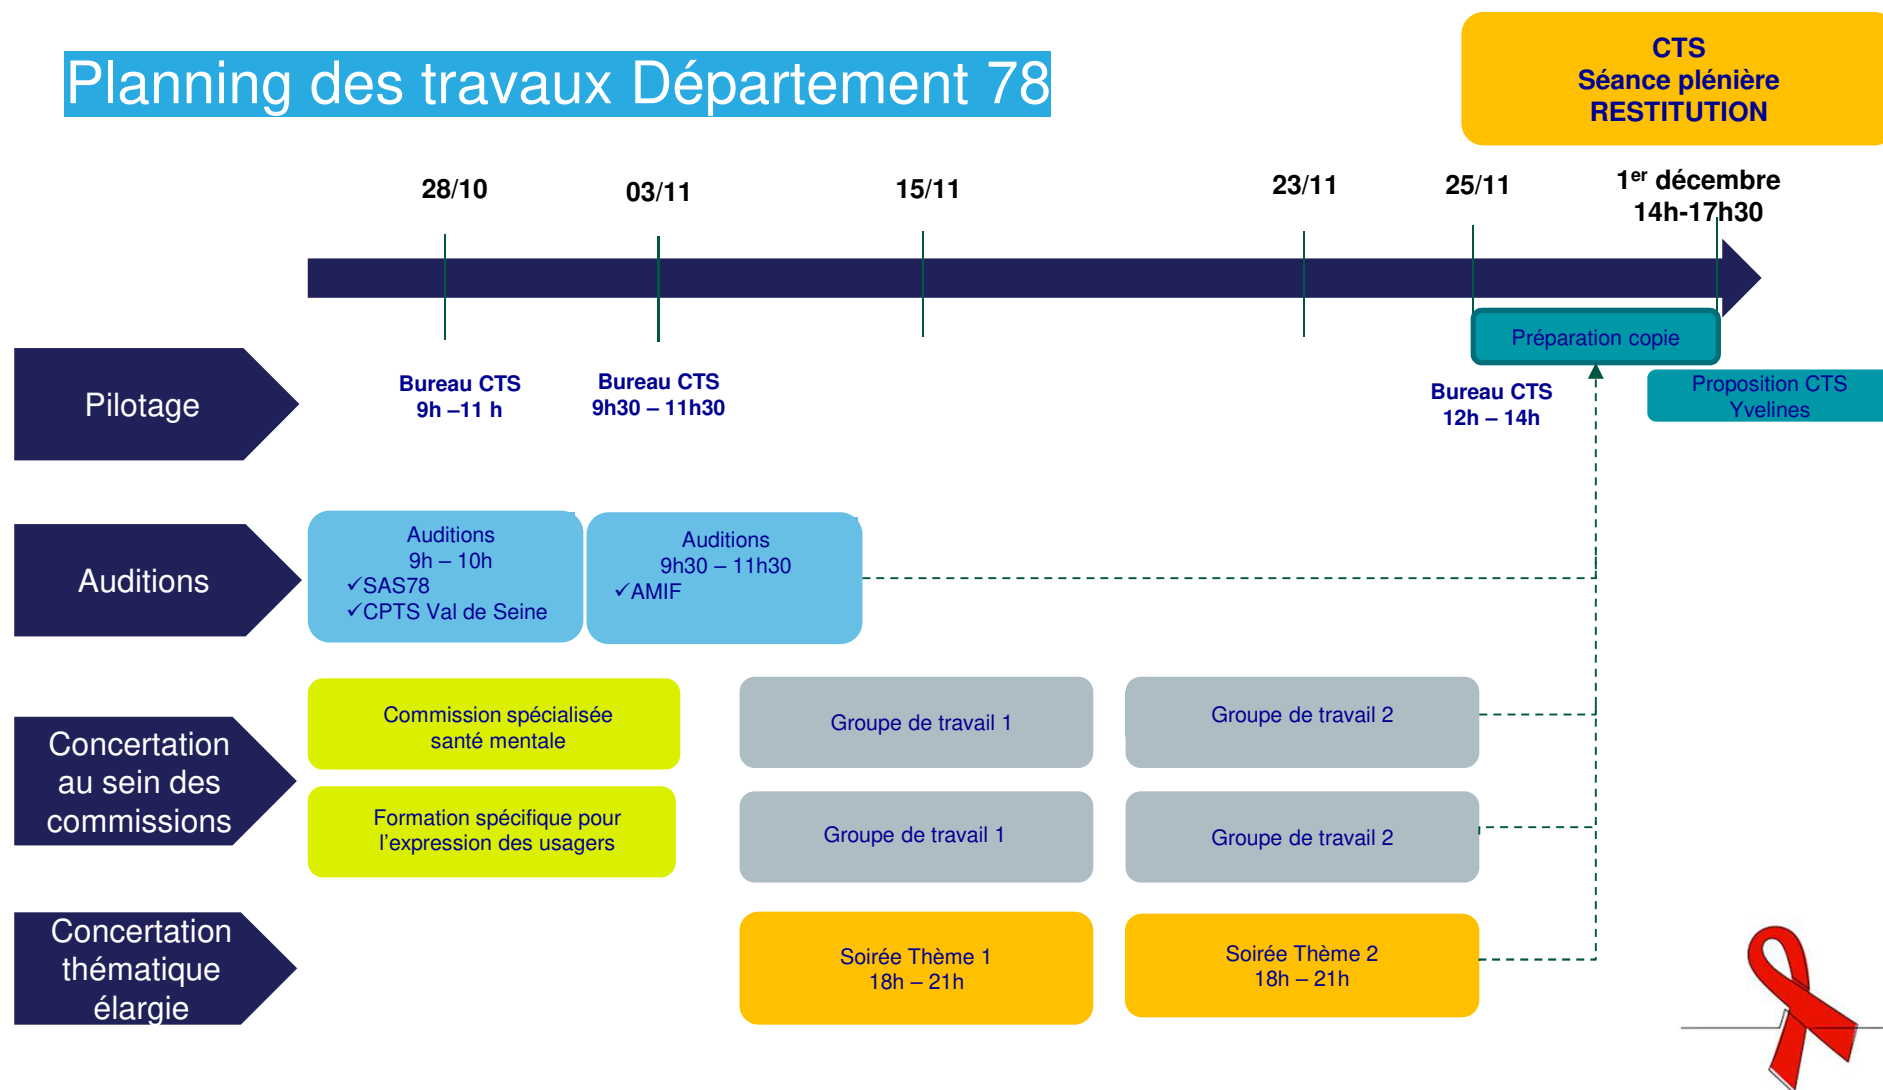 Planning des travaux Département 78
CTS
Séance plénière
RESTITUTION
28/10
03/11
15/11
23/11
25/11
1er décembre
14h-17h30
Préparation copie
Pilotage
Bureau CTS
9h –11 h
Bureau CTS
9h30 – 11h30
Bureau CTS
12h – 14h
Proposition CTS
Yvelines
Auditions
Auditions
9h – 10h
✓SAS78
✓CPTS Val de Seine
Auditions
9h30 – 11h30
✓AMIF
Concertation
au sein des
commissions
Commission spécialisée
santé mentale
Groupe de travail 1
Groupe de travail 2
Formation spécifique pour
l'expression des usagers
Groupe de travail 1
Groupe de travail 2
Concertation
thématique
élargie
Soirée Thème 1
18h – 21h
Soirée Thème 2
18h – 21h